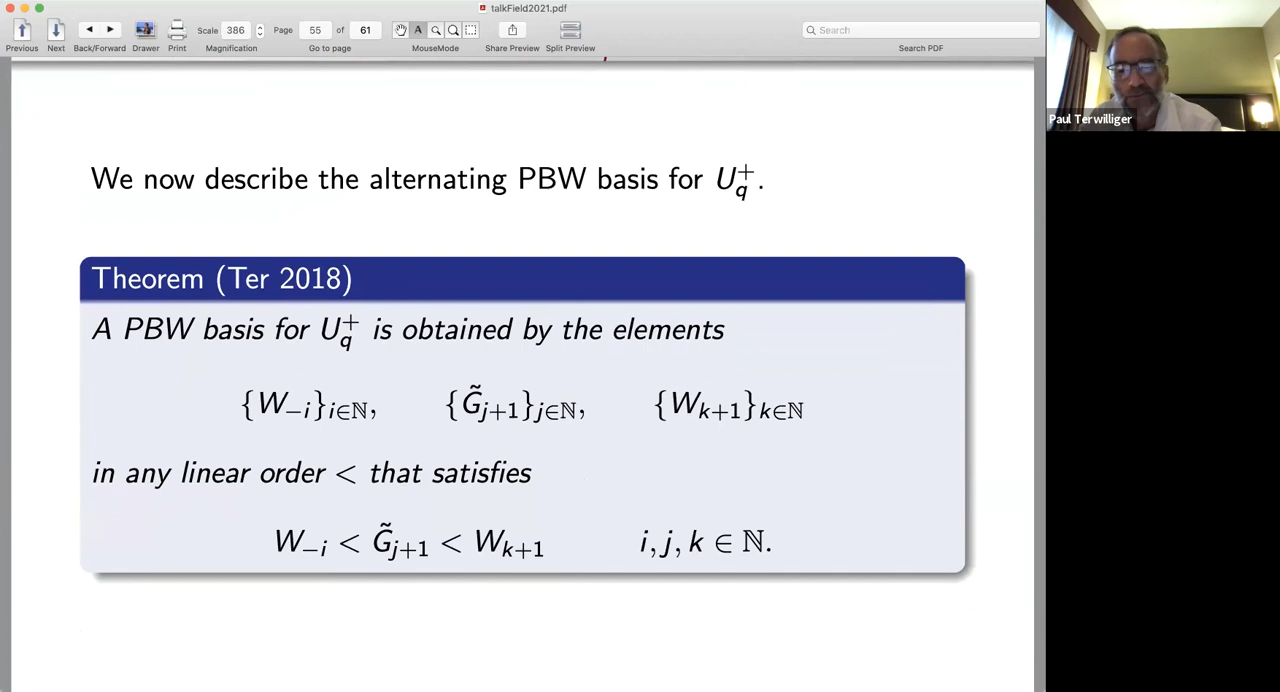 talkField2021.pdf
Scale 386 Page 55 of 61 A Search
Previous Next Back/Forward Drawer Print Magnification Go to page MouseMode Share Preview Split Preview Search PDF
Paul Terwilliger
We now describe the alternating PBW basis for U_q^+.
Theorem (Ter 2018)
A PBW basis for U_q^+ is obtained by the elements
{W_{-i}}_{i∈ℕ}, {G̃_{j+1}}_{j∈ℕ}, {W_{k+1}}_{k∈ℕ}
in any linear order < that satisfies
W_{-i} < G̃_{j+1} < W_{k+1} i, j, k ∈ ℕ.